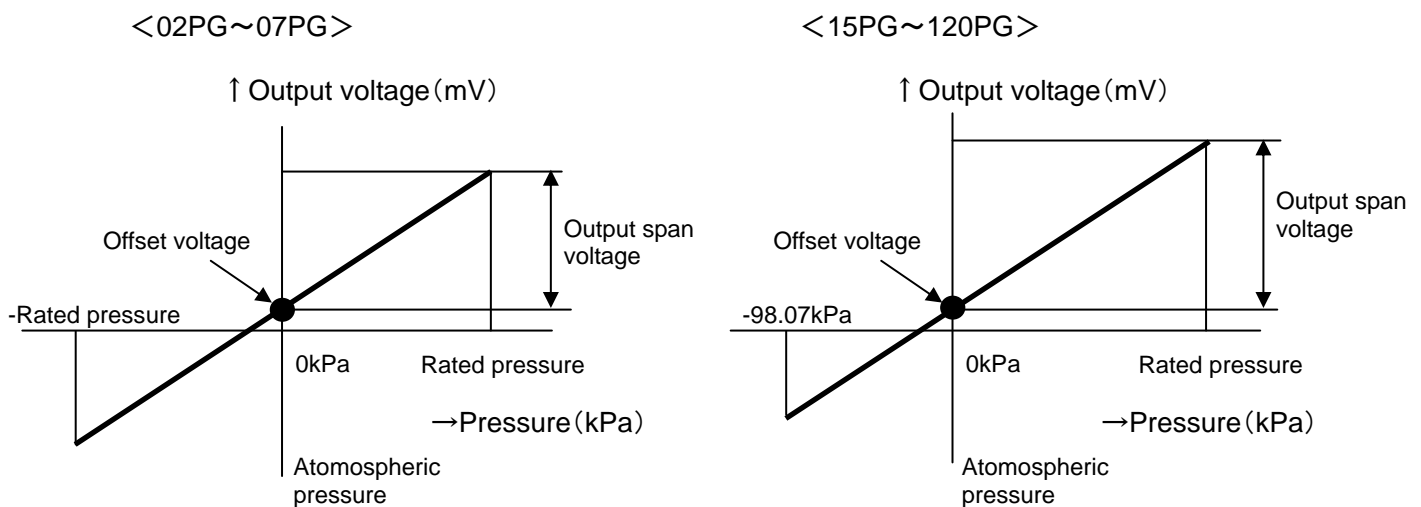 ＜02PG～07PG＞
↑ Output voltage（mV）
Offset voltage
Output span
voltage
-Rated pressure
0kPa
Rated pressure
→Pressure（kPa）
Atomospheric
pressure
＜15PG～120PG＞
↑ Output voltage（mV）
Offset voltage
Output span
voltage
-98.07kPa
0kPa
Rated pressure
→Pressure（kPa）
Atomospheric
pressure